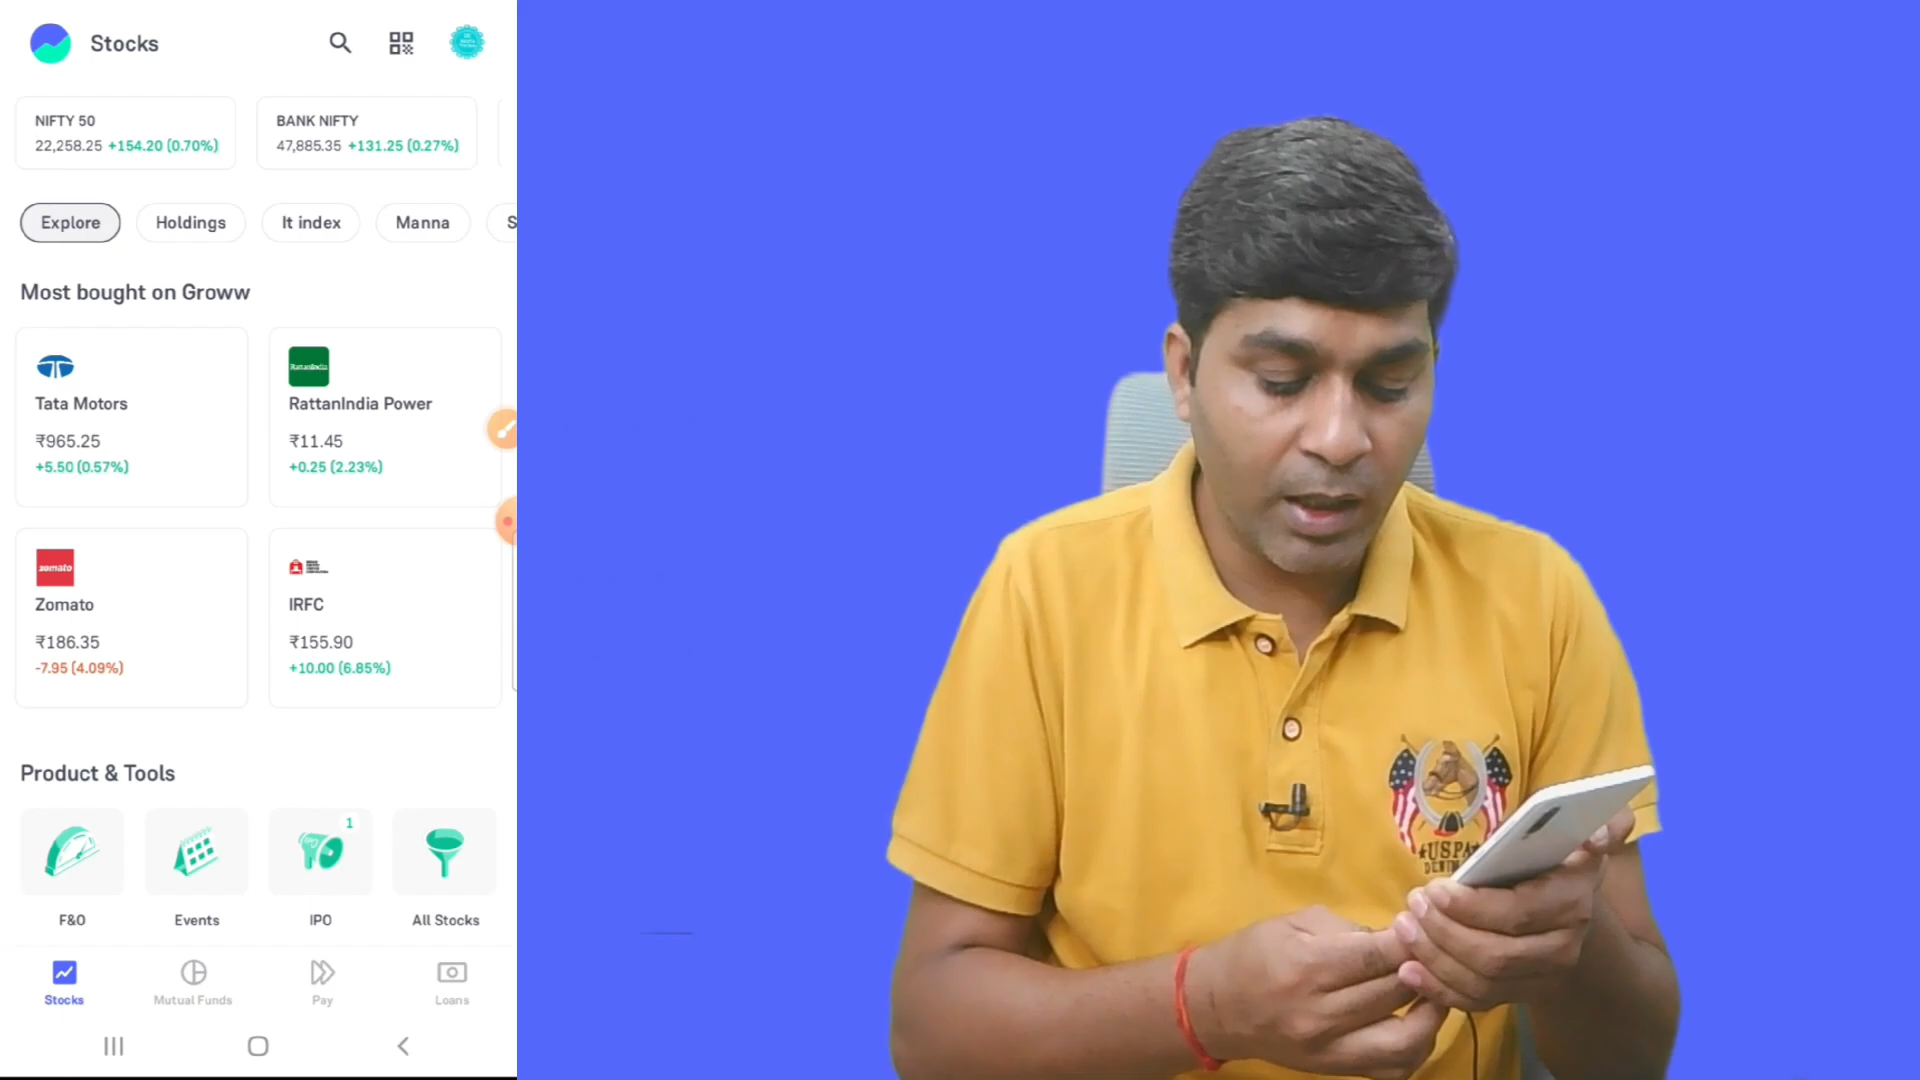 Stocks
NIFTY 50
22,258.25 +154.20 (0.70%)
BANK NIFTY
47,885.35 +131.25 (0.27%)
Explore
Holdings
It index
Manna
S
Most bought on Groww
Tata Motors
₹965.25
+5.50 (0.57%)
RattanIndia
RattanIndia Power
₹11.45
+0.25 (2.23%)
zomato
Zomato
₹186.35
-7.95 (4.09%)
IRFC
₹155.90
+10.00 (6.85%)
Product & Tools
F&O
Events
1
IPO
All Stocks
Stocks
Mutual Funds
Pay
Loans
USPA